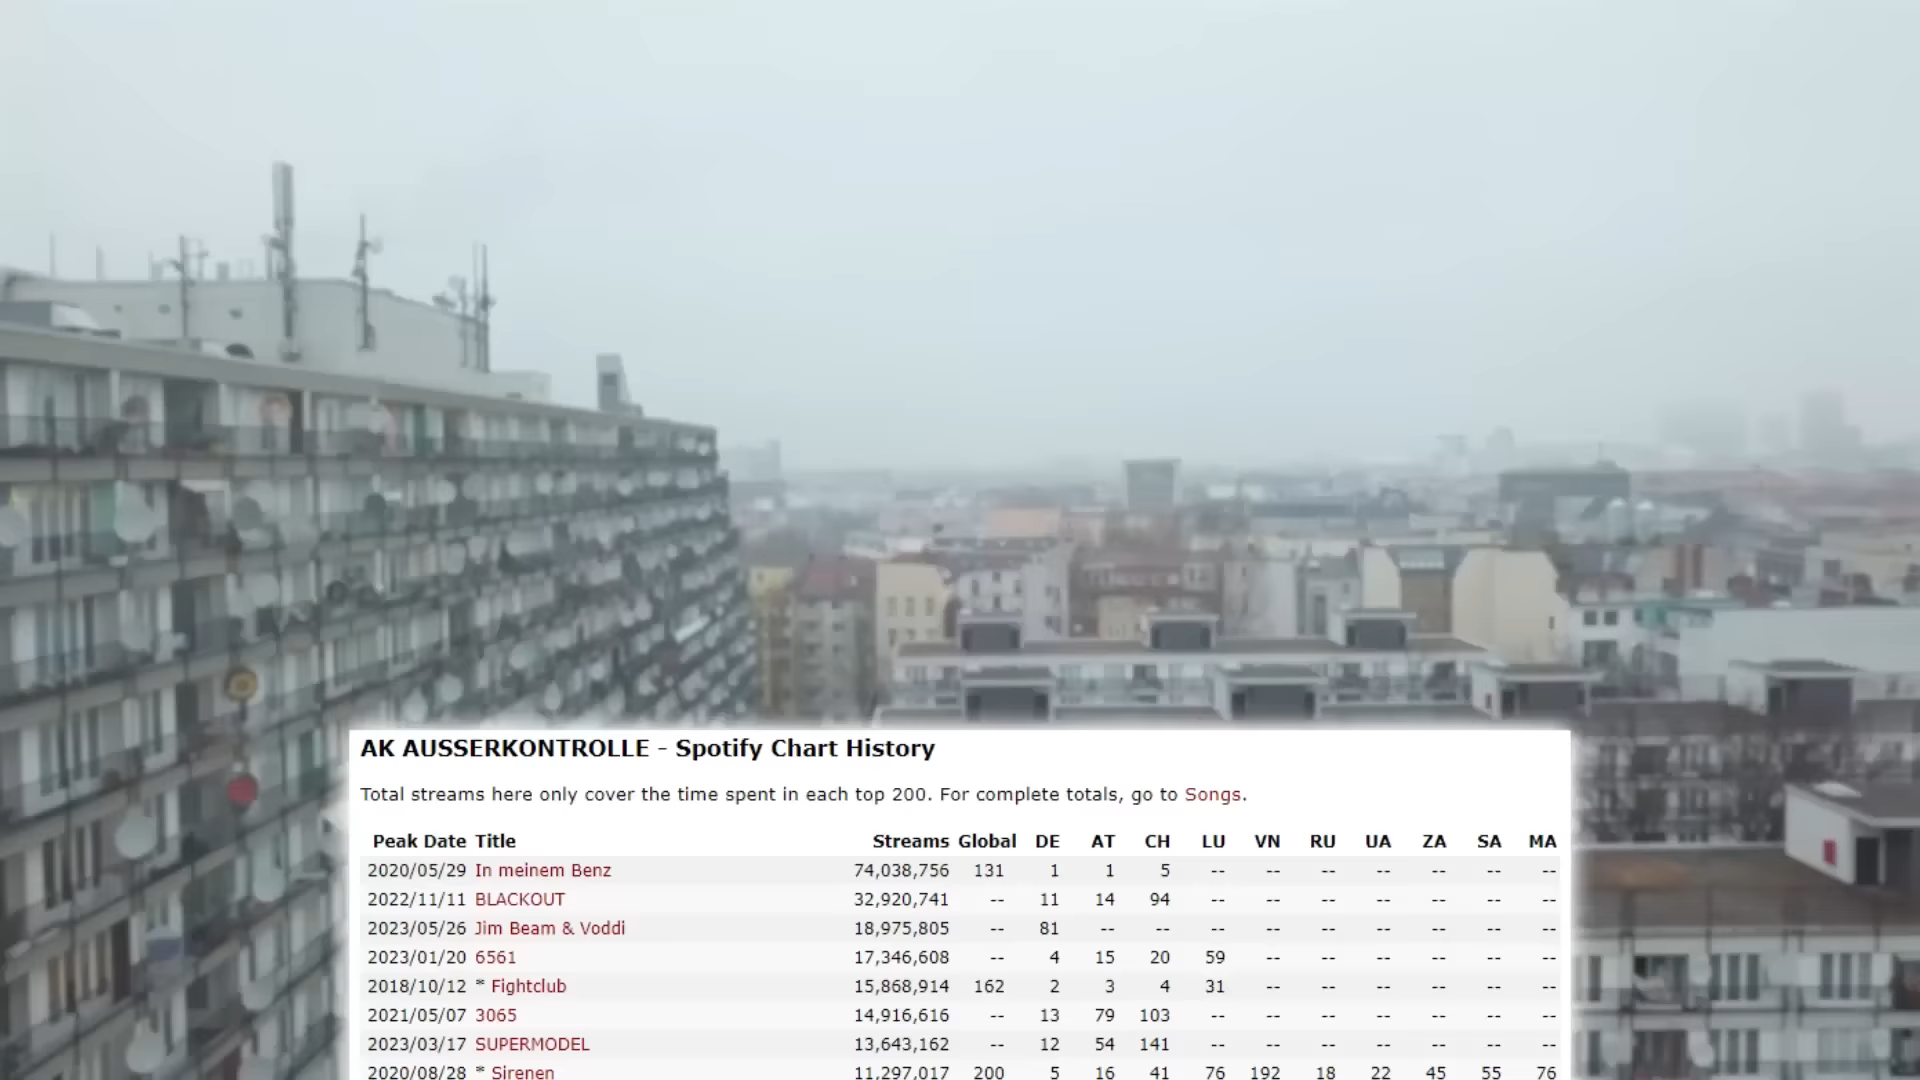 AK AUSSERKONTROLLE - Spotify Chart History
Total streams here only cover the time spent in each top 200. For complete totals, go to Songs.
Peak Date Title Streams Global DE AT CH LU VN RU UA ZA SA MA
2020/05/29 In meinem Benz 74,038,756 131 1 1 5 -- -- -- -- -- -- --
2022/11/11 BLACKOUT 32,920,741 -- 11 14 94 -- -- -- -- -- -- --
2023/05/26 Jim Beam & Voddi 18,975,805 -- 81 -- -- -- -- -- -- -- -- --
2023/01/20 6561 17,346,608 -- 4 15 20 59 -- -- -- -- -- --
2018/10/12 * Fightclub 15,868,914 162 2 3 4 31 -- -- -- -- -- --
2021/05/07 3065 14,916,616 -- 13 79 103 -- -- -- -- -- -- --
2023/03/17 SUPERMODEL 13,643,162 -- 12 54 141 -- -- -- -- -- -- --
2020/08/28 * Sirenen 11,297,017 200 5 16 41 76 192 18 22 45 55 76